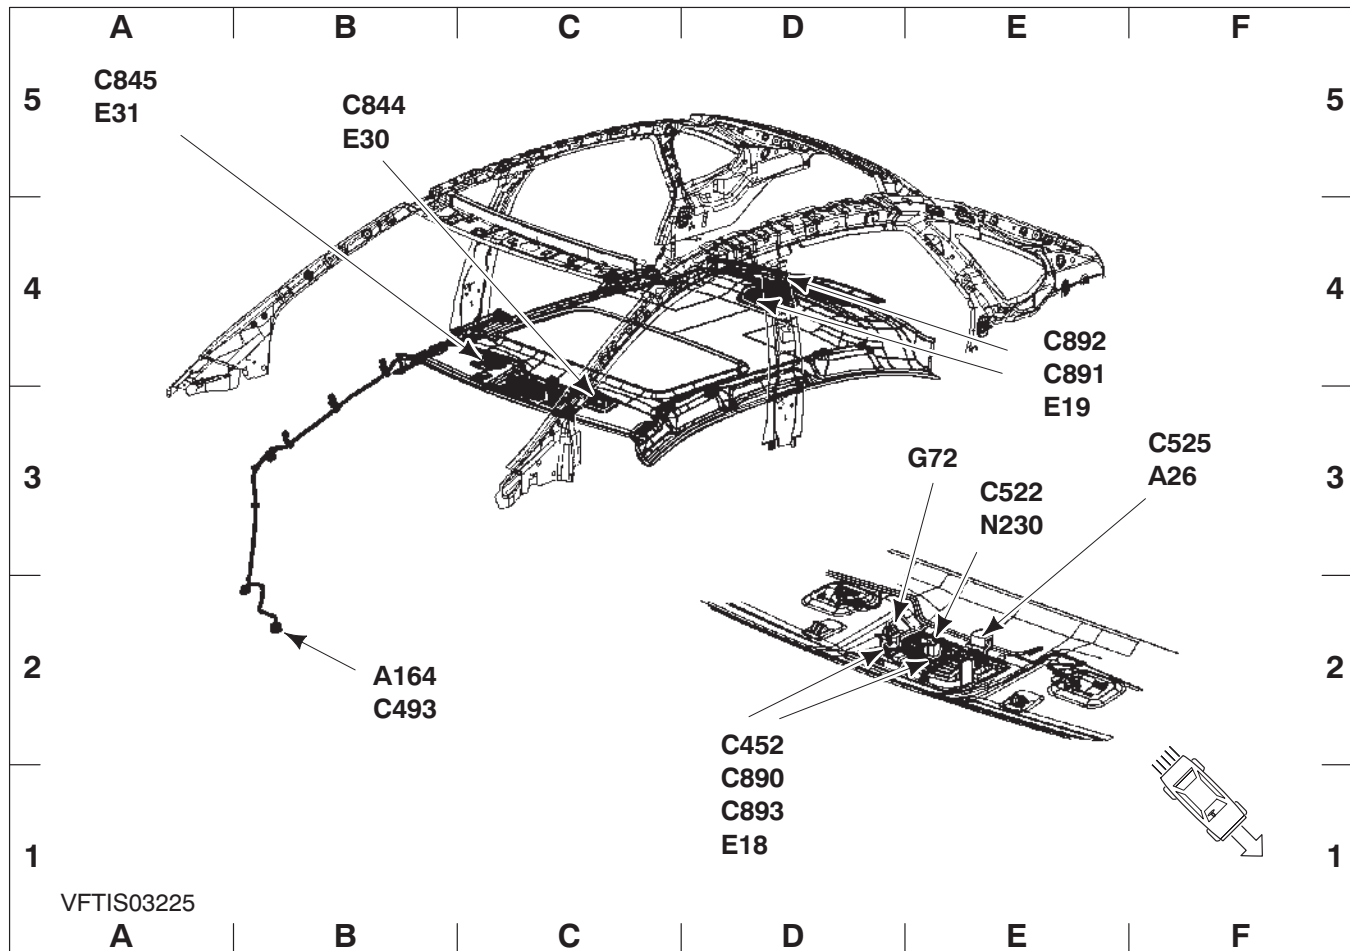 A B C D E F
5 5
C845
E31
C844
E30
4 4
C892
C891
E19
3 3
G72
C522
N230
C525
A26
2 2
A164
C493
C452
C890
C893
E18
1 1
VFTIS03225
A B C D E F